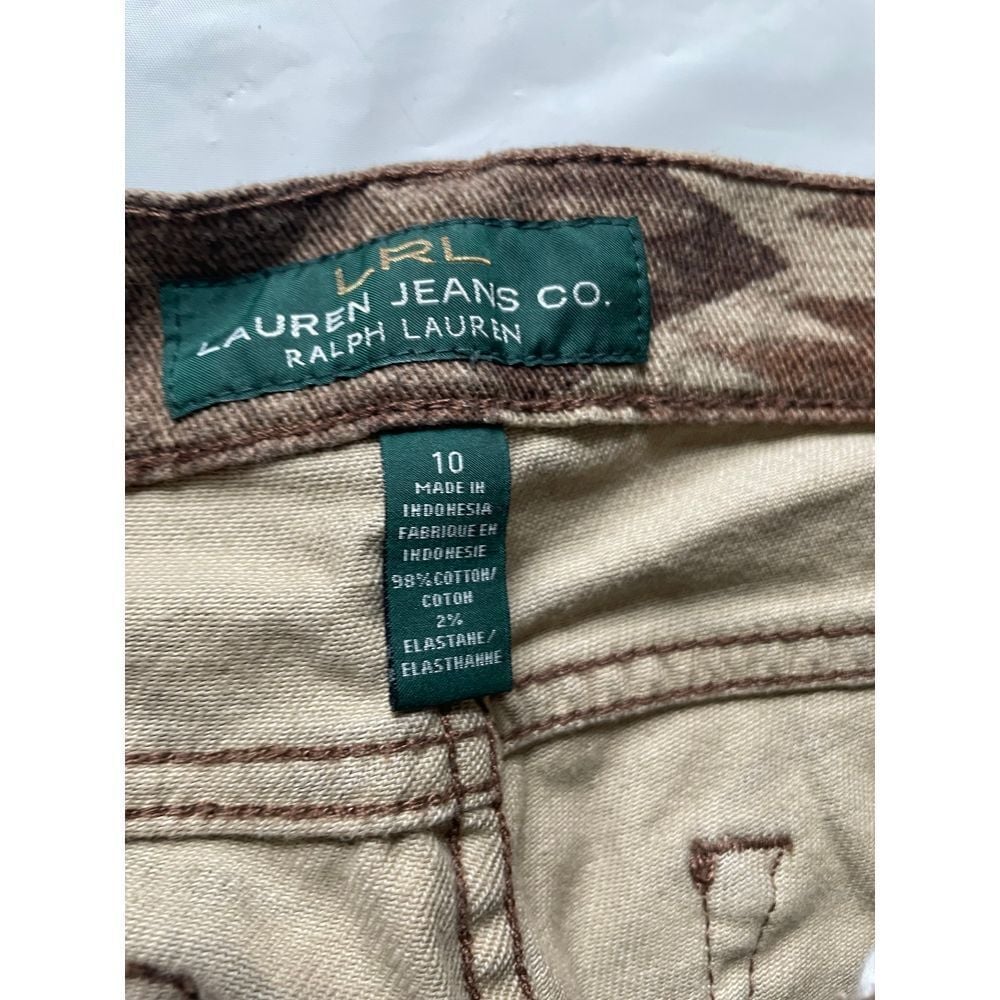 LRL
LAUREN JEANS CO.
RALPH LAUREN
10
MADE IN
INDONESIA
FABRIQUE EN
INDONESIE
98% COTTON/
COTON
2%
ELASTANE/
ELASTHANNE